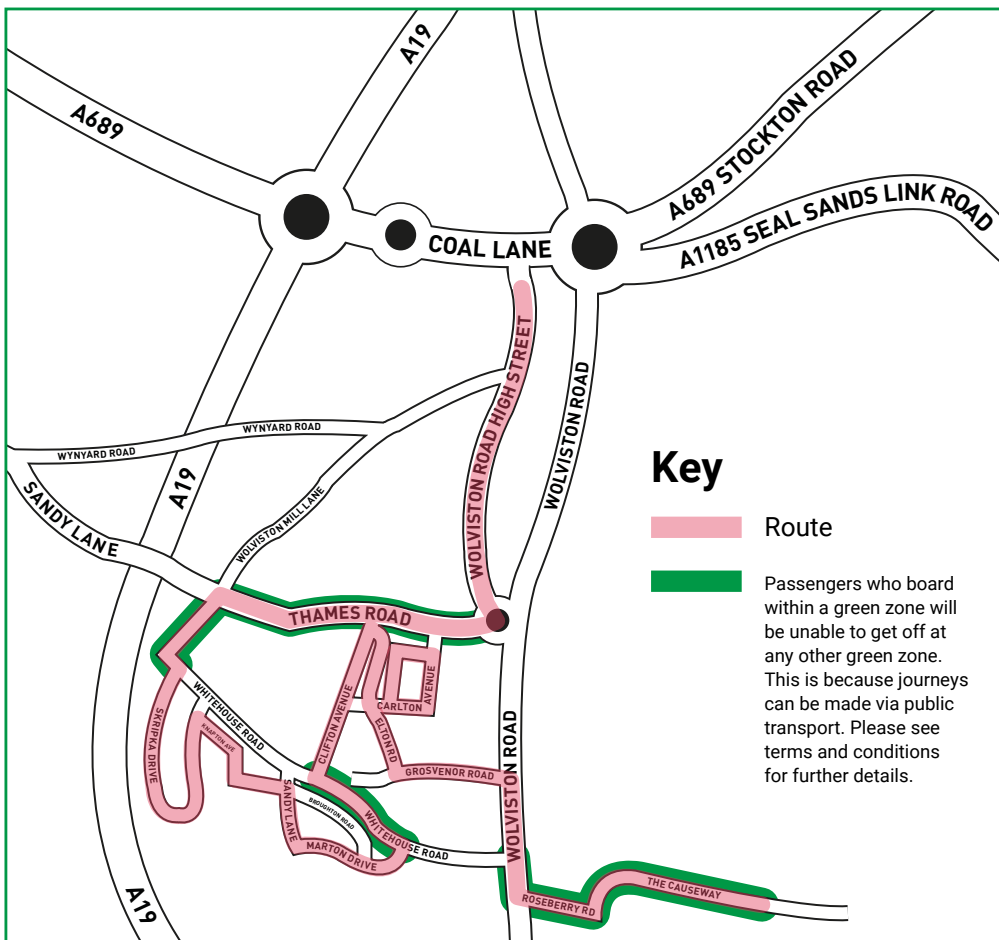 A19
A689
A689 STOCKTON ROAD
A1185 SEAL SANDS LINK ROAD
COAL LANE
WOLVISTON ROAD HIGH STREET
WOLVISTON ROAD
WYNYARD ROAD
WYNYARD ROAD
A19
SANDY LANE
WOLVISTON MILL LANE
THAMES ROAD
WHITEHOUSE ROAD
SKRIPKA DRIVE
KNAPTON AVE
CLIFTON AVENUE
CARLTON
AVENUE
ELTON RD
GROSVENOR ROAD
WOLVISTON ROAD
SANDY LANE
BROUGHTON ROAD
WHITEHOUSE ROAD
MARTON DRIVE
ROSEBERRY RD
THE CAUSEWAY
A19
Key
Route
Passengers who board
within a green zone will
be unable to get off at
any other green zone.
This is because journeys
can be made via public
transport. Please see
terms and conditions
for further details.